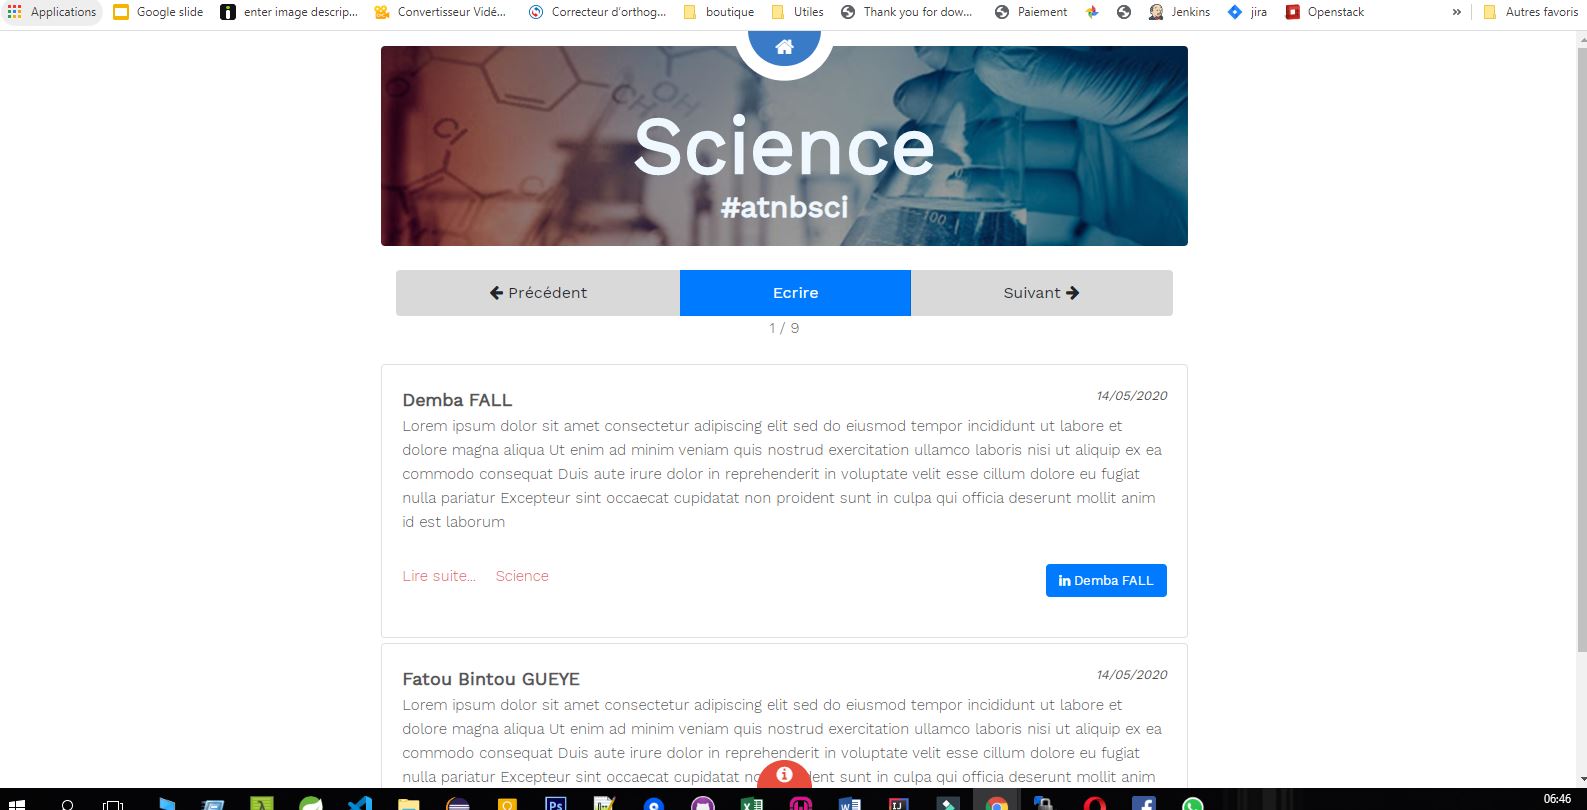 Applications Google slide enter image descrip... Convertisseur Vidé... Correcteur d'orthog... boutique Utiles Thank you for dow... Paiement Jenkins jira Openstack » Autres favoris
CH OH
Cl
Science
#atnbsci
100
Précédent Ecrire Suivant
1 / 9
Demba FALL 14/05/2020
Lorem ipsum dolor sit amet consectetur adipiscing elit sed do eiusmod tempor incididunt ut labore et
dolore magna aliqua Ut enim ad minim veniam quis nostrud exercitation ullamco laboris nisi ut aliquip ex ea
commodo consequat Duis aute irure dolor in reprehenderit in voluptate velit esse cillum dolore eu fugiat
nulla pariatur Excepteur sint occaecat cupidatat non proident sunt in culpa qui officia deserunt mollit anim
id est laborum
Lire suite... Science in Demba FALL
Fatou Bintou GUEYE 14/05/2020
Lorem ipsum dolor sit amet consectetur adipiscing elit sed do eiusmod tempor incididunt ut labore et
dolore magna aliqua Ut enim ad minim veniam quis nostrud exercitation ullamco laboris nisi ut aliquip ex ea
commodo consequat Duis aute irure dolor in reprehenderit in voluptate velit esse cillum dolore eu fugiat
nulla pariatur Excepteur sint occaecat cupidatat sunt in culpa qui officia deserunt mollit anim
Ps IJ
06:46